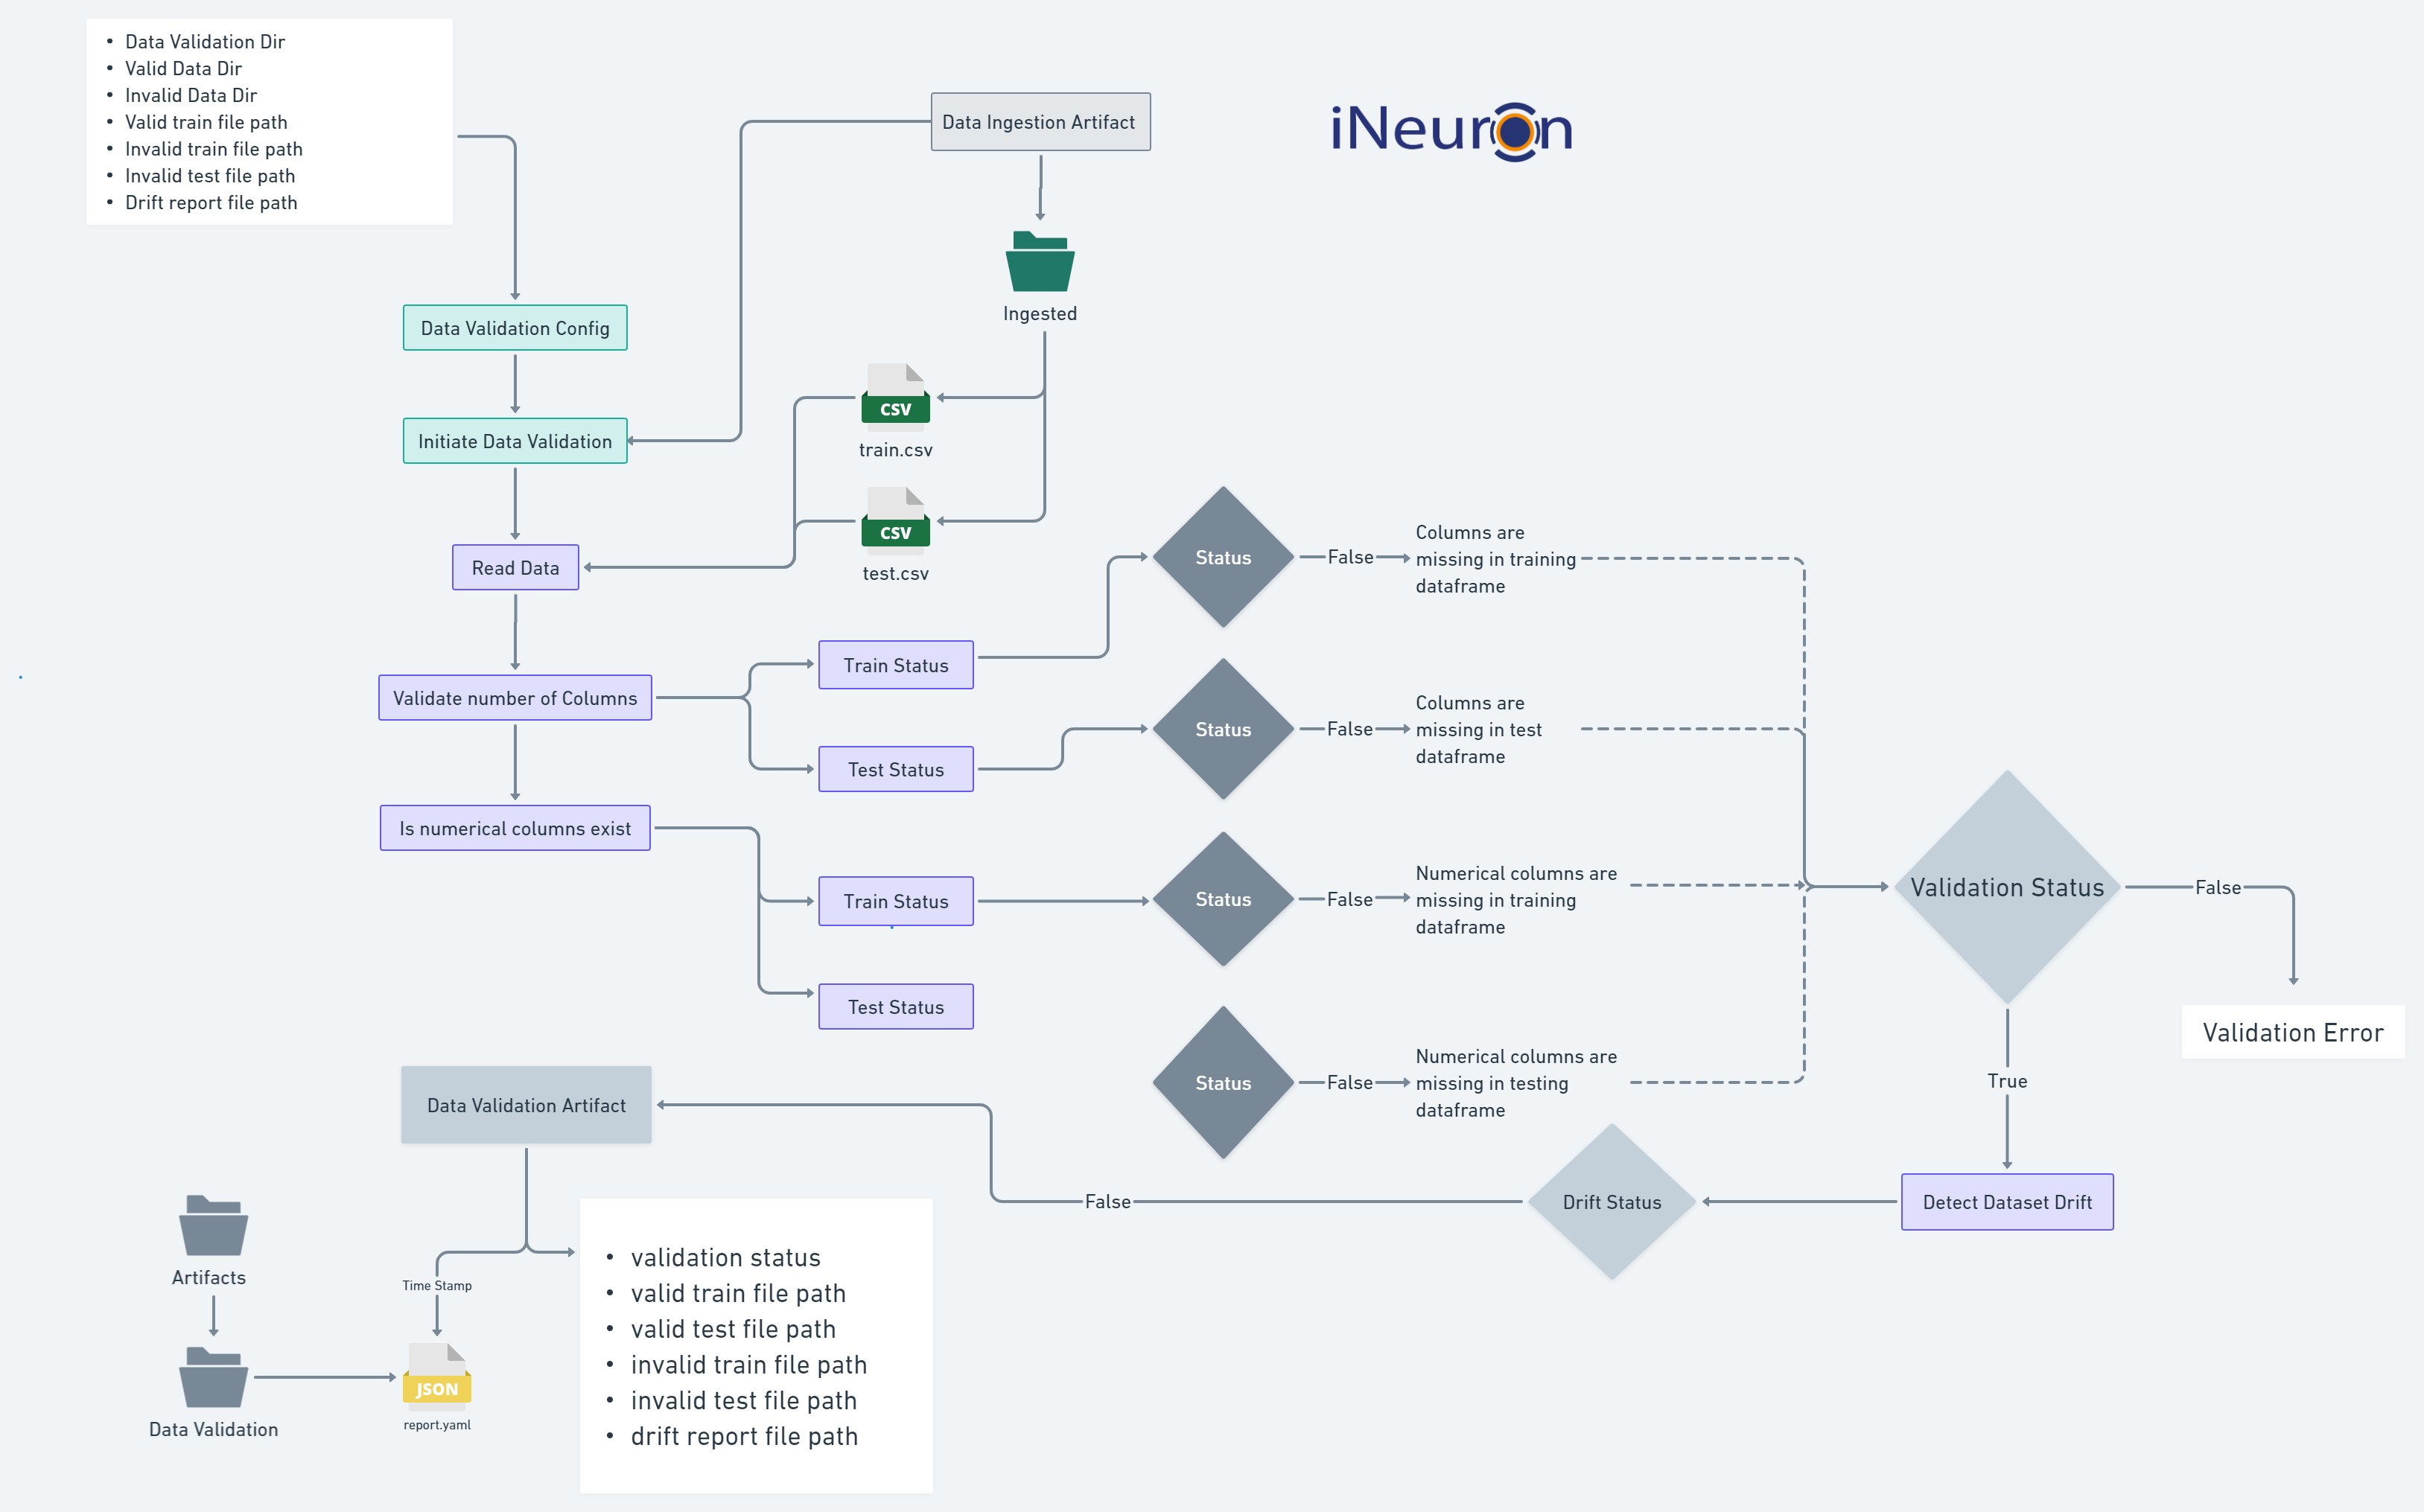 • Data Validation Dir
• Valid Data Dir
• Invalid Data Dir
• Valid train file path
• Invalid train file path
• Invalid test file path
• Drift report file path
Data Ingestion Artifact
iNeuron
Ingested
Data Validation Config
CSV
train.csv
Initiate Data Validation
CSV
test.csv
Read Data
Status
False
Columns are
missing in training
dataframe
Train Status
Validate number of Columns
Test Status
Status
False
Columns are
missing in test
dataframe
Is numerical columns exist
Train Status
Status
False
Numerical columns are
missing in training
dataframe
Validation Status
False
Validation Error
Test Status
Status
False
Numerical columns are
missing in testing
dataframe
True
Data Validation Artifact
False
Drift Status
Detect Dataset Drift
Artifacts
Time Stamp
Data Validation
JSON
report.yaml
• validation status
• valid train file path
• valid test file path
• invalid train file path
• invalid test file path
• drift report file path